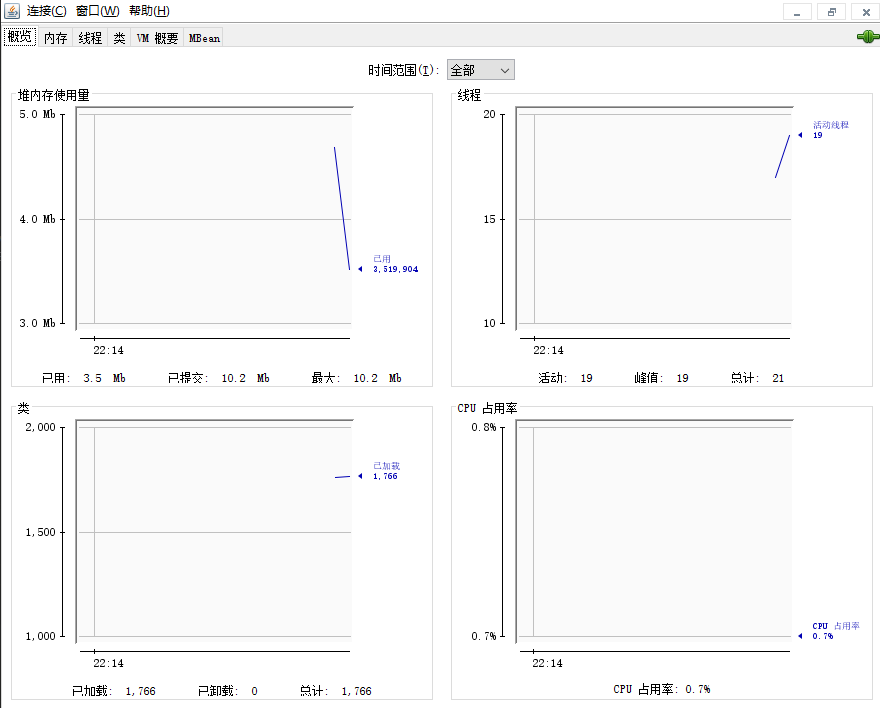 连接(C) 窗口(W) 帮助(H)
概览 内存 线程 类 VM 概要 MBean
时间范围(T): 全部
堆内存使用量
5.0 Mb
4.0 Mb
3.0 Mb
已用
3,519,904
22:14
已用: 3.5 Mb 已提交: 10.2 Mb 最大: 10.2 Mb
线程
20
15
10
活动线程
19
22:14
活动: 19 峰值: 19 总计: 21
类
2,000
1,500
1,000
已加载
1,766
22:14
已加载: 1,766 已卸载: 0 总计: 1,766
CPU 占用率
0.8%
0.7%
CPU 占用率
0.7%
22:14
CPU 占用率: 0.7%